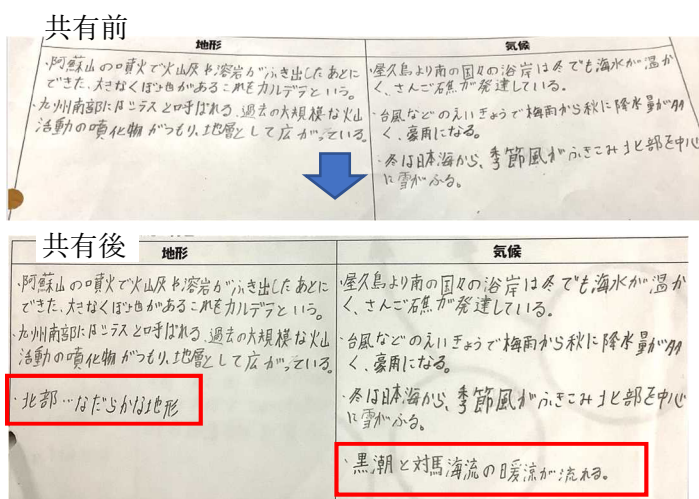 共有前
地形
・阿蘇山の噴火で火山灰や溶岩がふき出したあとに
できた、大きなくぼ地がある。これをカルデラという。
・九州南部にはシラスと呼ばれる、過去の大規模な火山
活動の噴化物がつもり、地層として広がっている。
気候
・屋久島より南の国々の沿岸は冬でも海水が温か
く、さんご礁が発達している。
・台風などのえいきょうで梅雨から秋に降水量が多
く、豪雨になる。
・冬は日本海から、季節風がふきこみ北部を中心
に雪がふる。
共有後
地形
・阿蘇山の噴火で火山灰や溶岩がふき出したあとに
できた、大きなくぼ地がある。これをカルデラという。
・九州南部にはシラスと呼ばれる、過去の大規模な火山
活動の噴化物がつもり、地層として広がっている。
・北部…なだらかな地形
気候
・屋久島より南の国々の沿岸は冬でも海水が温か
く、さんご礁が発達している。
・台風などのえいきょうで梅雨から秋に降水量が多
く、豪雨になる。
・冬は日本海から、季節風がふきこみ北部を中心
に雪がふる。
・黒潮と対馬海流の暖流が流れる。